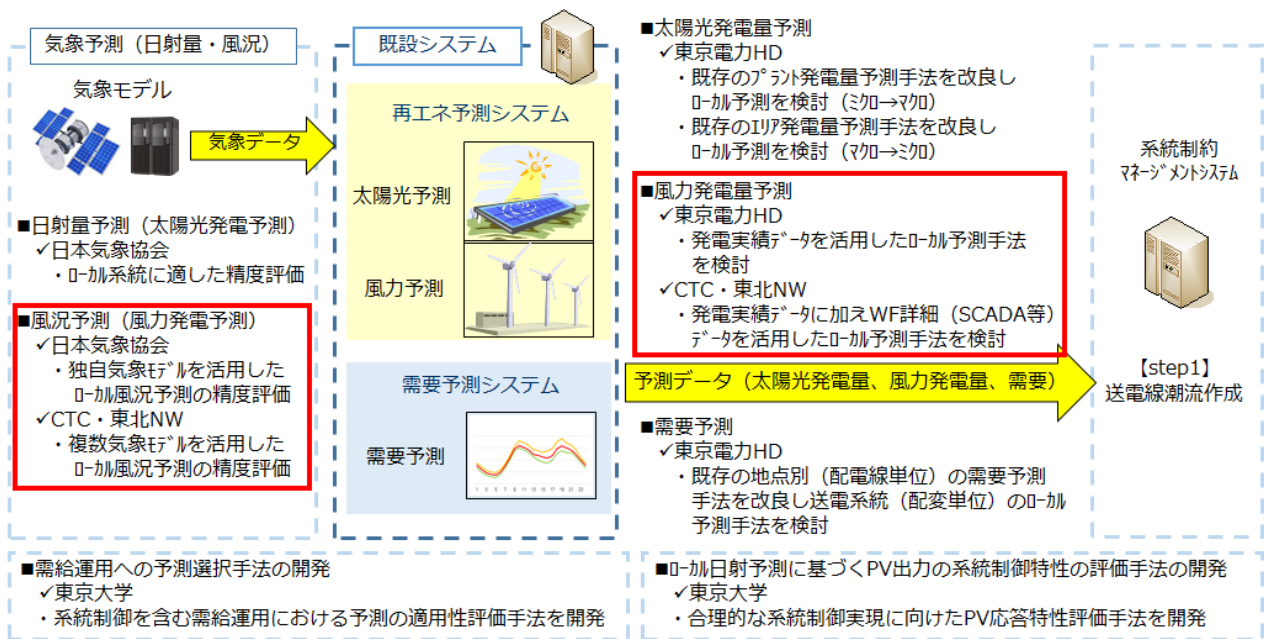 気象予測（日射量・風況）
気象モデル
気象データ
■日射量予測（太陽光発電予測）
✓日本気象協会
・ﾛｰｶﾙ系統に適した精度評価
■風況予測（風力発電予測）
✓日本気象協会
・独自気象ﾓﾃﾞﾙを活用した
ﾛｰｶﾙ風況予測の精度評価
✓CTC・東北NW
・複数気象ﾓﾃﾞﾙを活用した
ﾛｰｶﾙ風況予測の精度評価
既設システム
再エネ予測システム
太陽光予測
風力予測
需要予測システム
需要予測
1 3 5 7 9 11 13 15 17 19 21 23
■太陽光発電量予測
✓東京電力HD
・既存のﾌﾟﾗﾝﾄ発電量予測手法を改良し
ﾛｰｶﾙ予測を検討（ﾐｸﾛ→ﾏｸﾛ）
・既存のｴﾘｱ発電量予測手法を改良し
ﾛｰｶﾙ予測を検討（ﾏｸﾛ→ﾐｸﾛ）
■風力発電量予測
✓東京電力HD
・発電実績ﾃﾞｰﾀを活用したﾛｰｶﾙ予測手法
を検討
✓CTC・東北NW
・発電実績ﾃﾞｰﾀに加えWF詳細（SCADA等）
ﾃﾞｰﾀを活用したﾛｰｶﾙ予測手法を検討
予測データ（太陽光発電量、風力発電量、需要）
■需要予測
✓東京電力HD
・既存の地点別（配電線単位）の需要予測
手法を改良し送電系統（配変単位）のﾛｰｶﾙ
予測手法を検討
系統制約
ﾏﾈｰｼﾞﾒﾝﾄｼｽﾃﾑ
【step1】
送電線潮流作成
■需給運用への予測選択手法の開発
✓東京大学
・系統制御を含む需給運用における予測の適用性評価手法を開発
■ﾛｰｶﾙ日射予測に基づくPV出力の系統制御特性の評価手法の開発
✓東京大学
・合理的な系統制御実現に向けたPV応答特性評価手法を開発